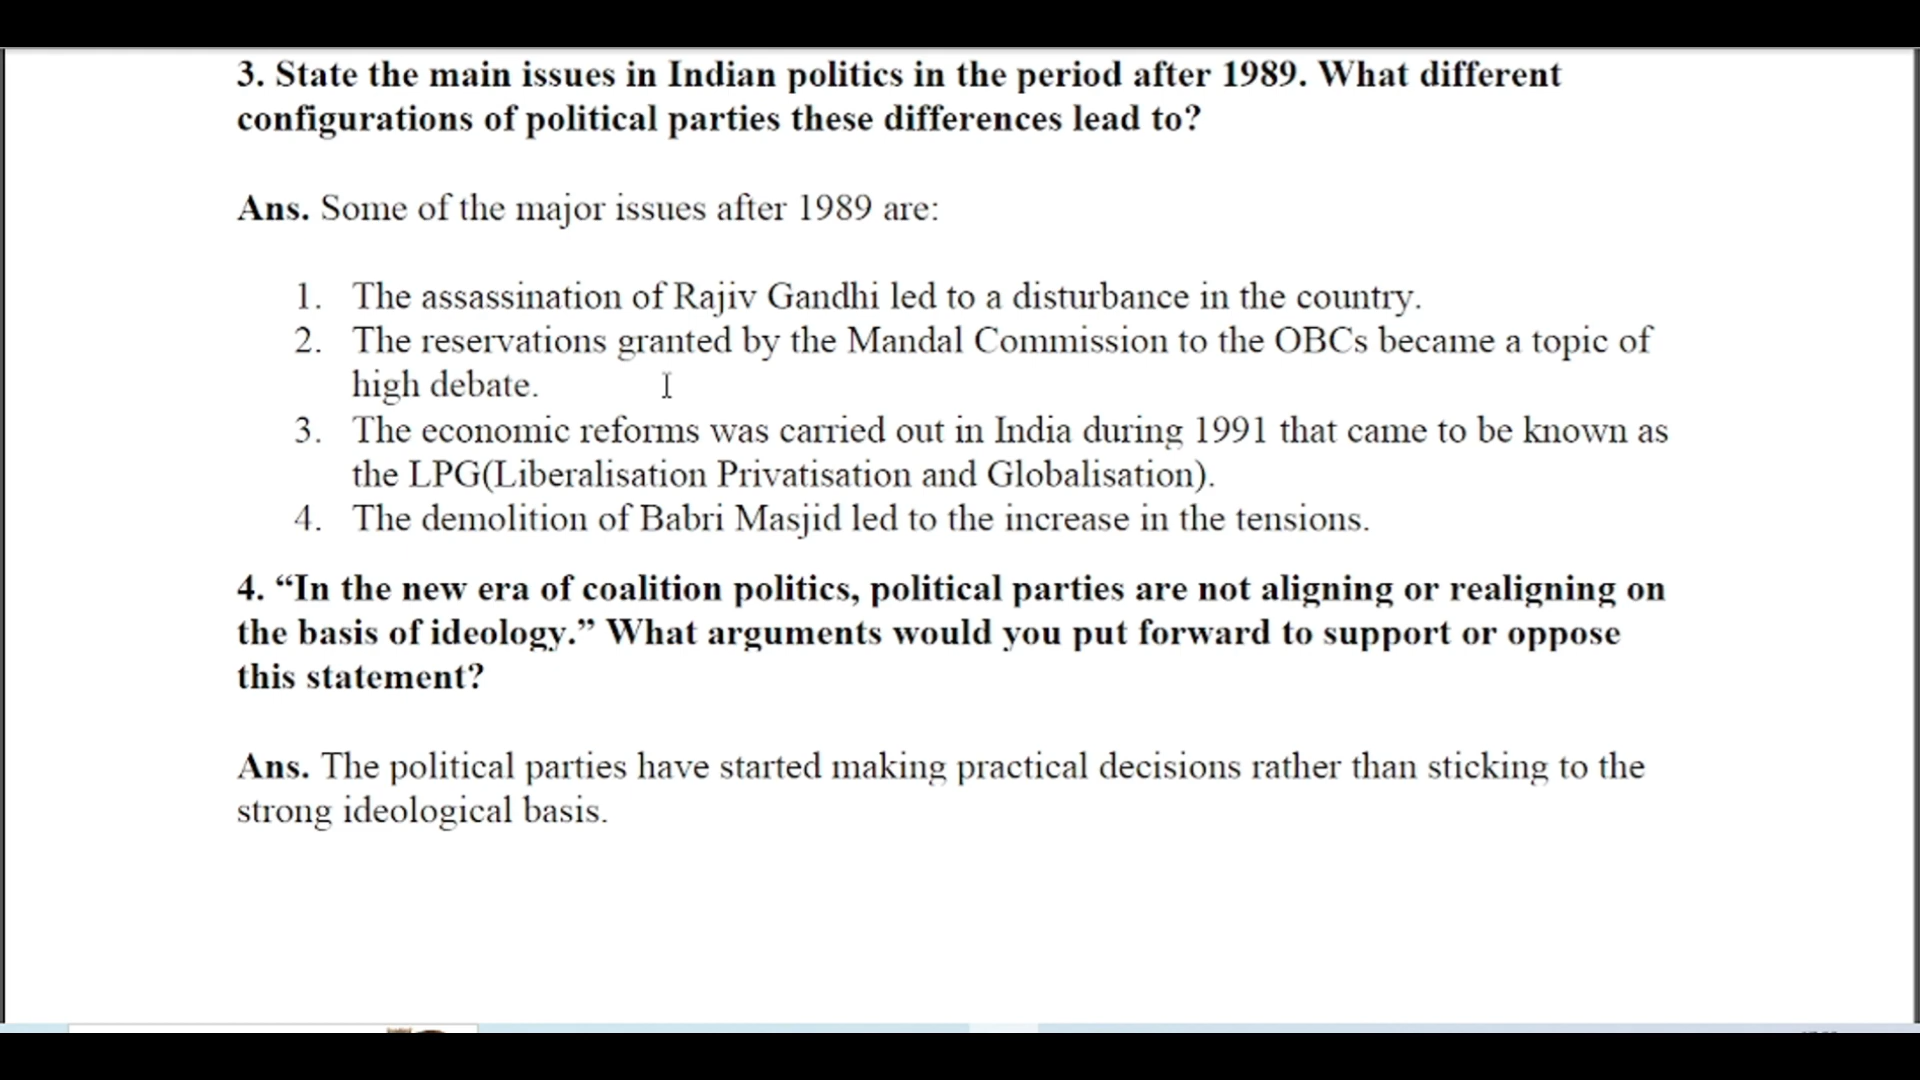 3. State the main issues in Indian politics in the period after 1989. What different
configurations of political parties these differences lead to?
Ans. Some of the major issues after 1989 are:
1. The assassination of Rajiv Gandhi led to a disturbance in the country.
2. The reservations granted by the Mandal Commission to the OBCs became a topic of
high debate.
3. The economic reforms was carried out in India during 1991 that came to be known as
the LPG(Liberalisation Privatisation and Globalisation).
4. The demolition of Babri Masjid led to the increase in the tensions.
4. “In the new era of coalition politics, political parties are not aligning or realigning on
the basis of ideology.” What arguments would you put forward to support or oppose
this statement?
Ans. The political parties have started making practical decisions rather than sticking to the
strong ideological basis.